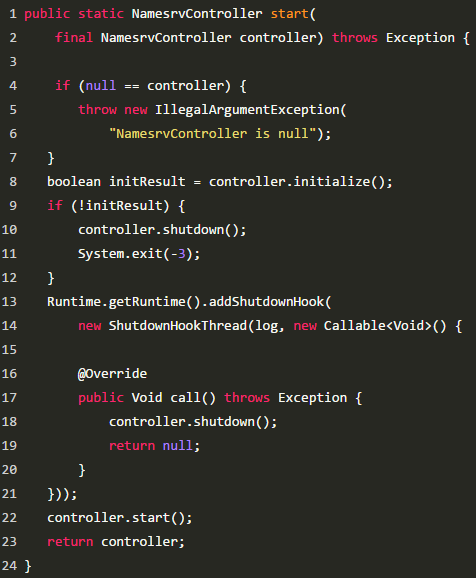 1 public static NamesrvController start(
2     final NamesrvController controller) throws Exception {
3
4     if (null == controller) {
5        throw new IllegalArgumentException(
6            "NamesrvController is null");
7    }
8    boolean initResult = controller.initialize();
9    if (!initResult) {
10        controller.shutdown();
11        System.exit(-3);
12    }
13    Runtime.getRuntime().addShutdownHook(
14        new ShutdownHookThread(log, new Callable<Void>() {
15
16        @Override
17        public Void call() throws Exception {
18            controller.shutdown();
19            return null;
20        }
21    }));
22    controller.start();
23    return controller;
24 }